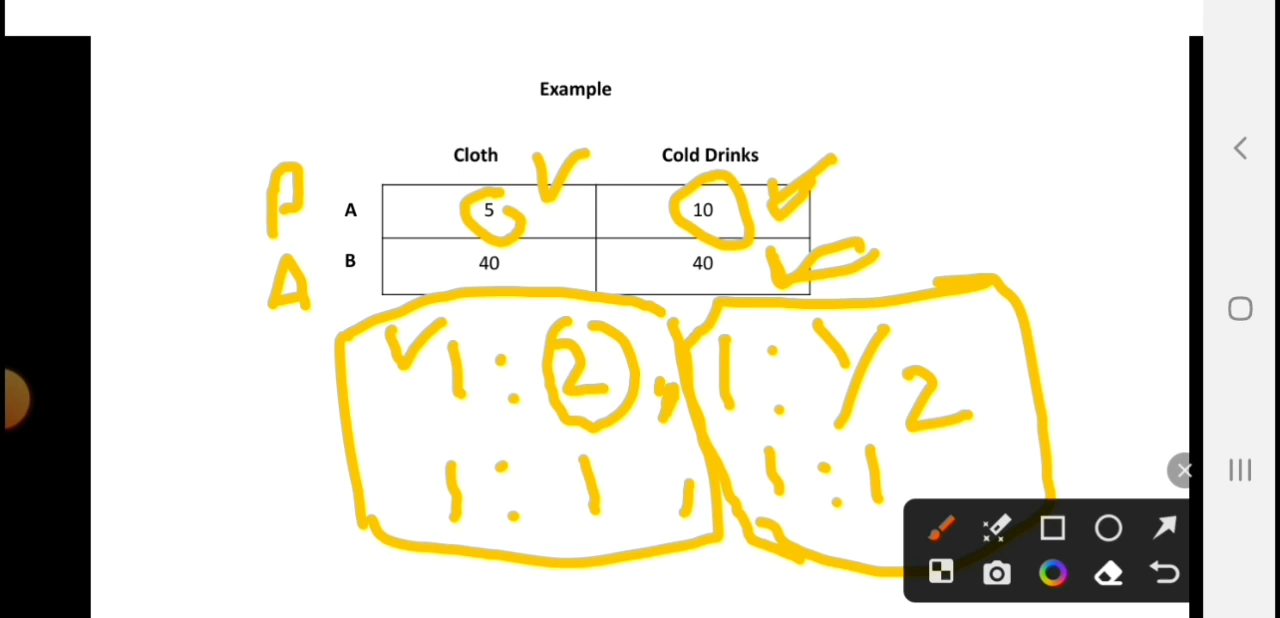 Example
Cloth Cold Drinks
P A 5 10
A B 40 40
1 : 2 , 1 : 1/2
1 : 1 , 1 : 1